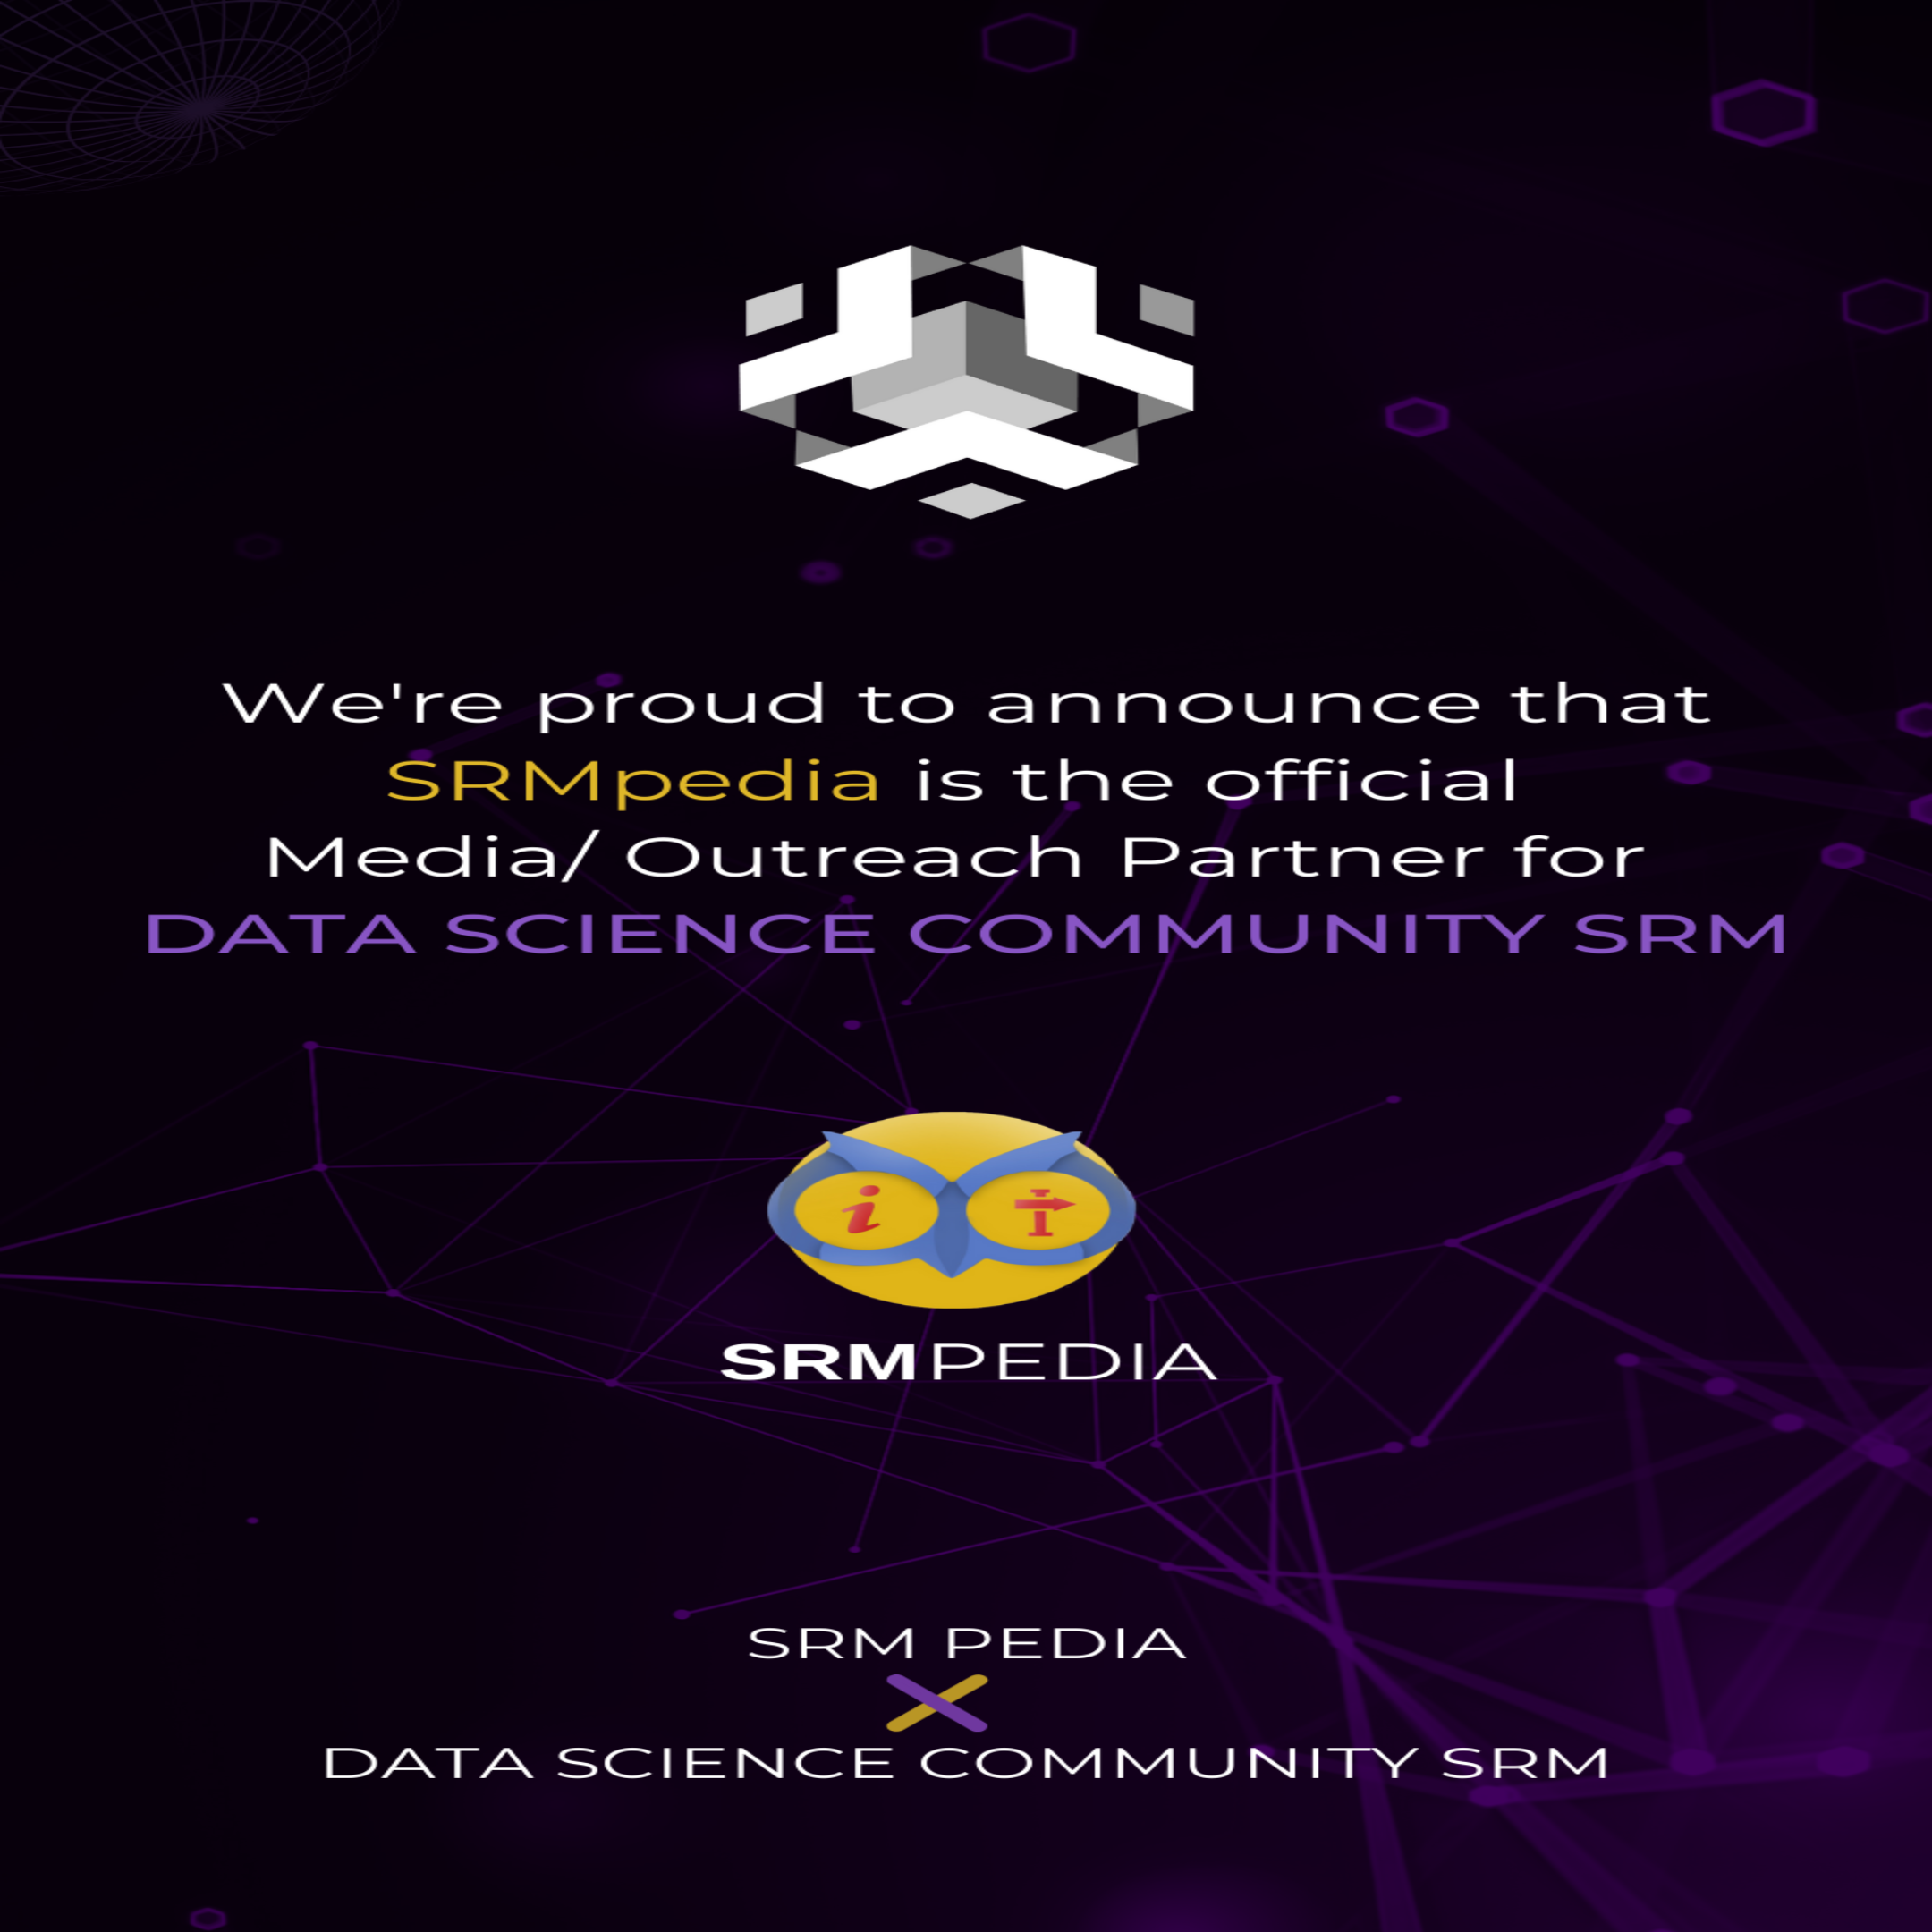 We're proud to announce that
SRMpedia is the official
Media/ Outreach Partner for
DATA SCIENCE COMMUNITY SRM
i
SRMPEDIA
SRM PEDIA
X
DATA SCIENCE COMMUNITY SRM